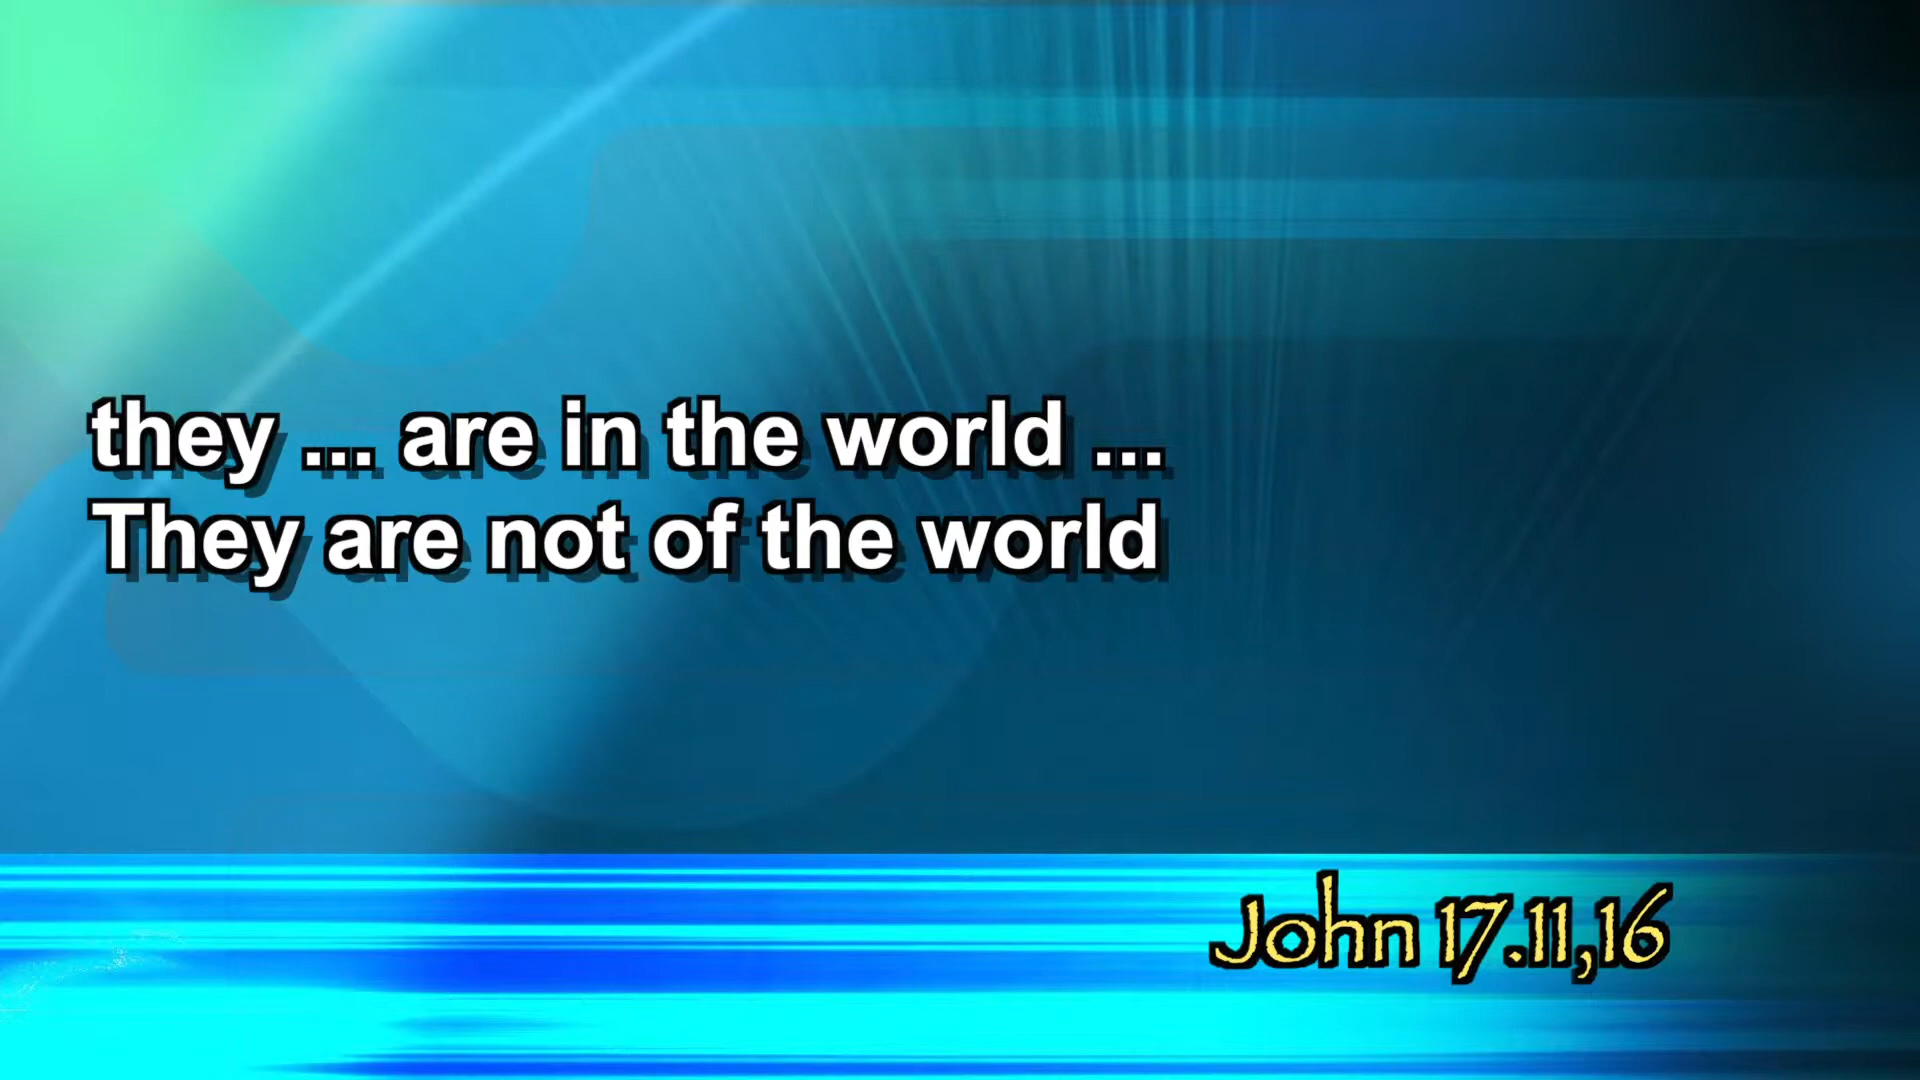 they ... are in the world ...
They are not of the world
John 17.11,16